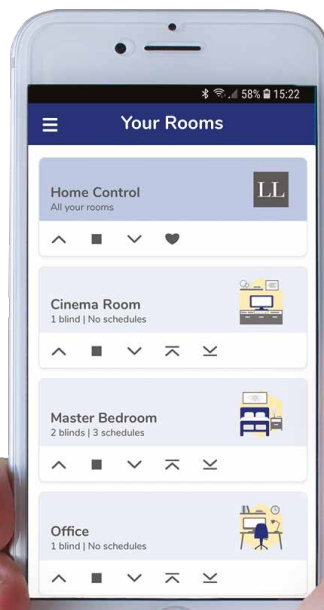 58% 15:22
Your Rooms
Home Control
All your rooms
LL
Cinema Room
1 blind | No schedules
Master Bedroom
2 blinds | 3 schedules
Office
1 blind | No schedules